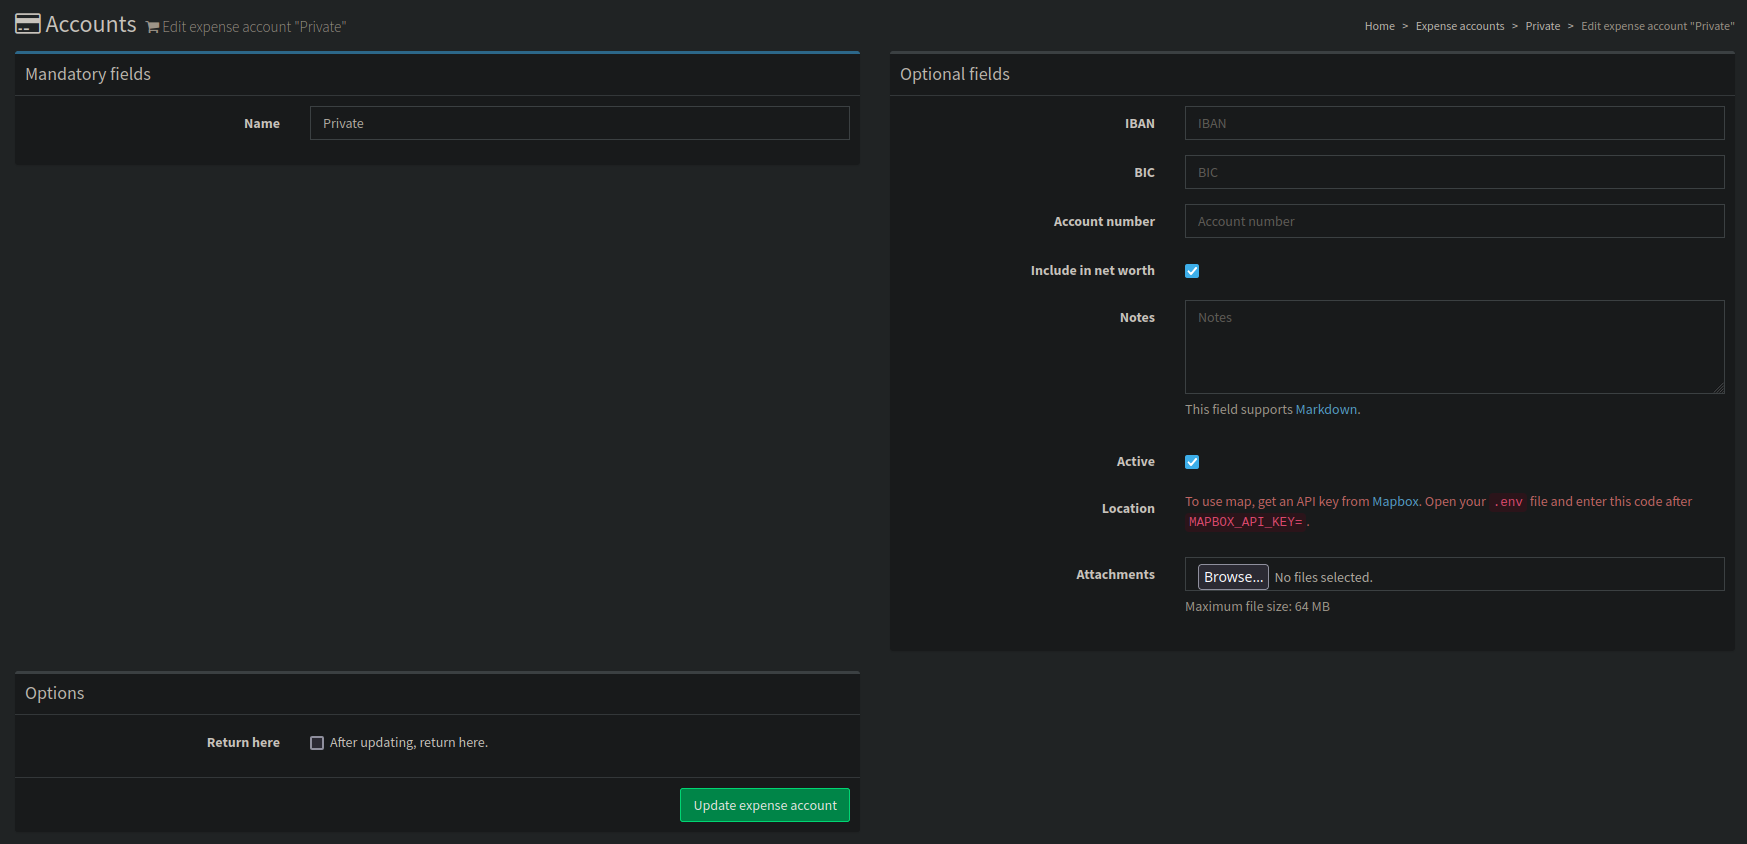 Accounts Edit expense account "Private"
Home > Expense accounts > Private > Edit expense account "Private"
Mandatory fields
Name Private
Optional fields
IBAN IBAN
BIC BIC
Account number Account number
Include in net worth
Notes Notes
This field supports Markdown.
Active
Location To use map, get an API key from Mapbox. Open your .env file and enter this code after
MAPBOX_API_KEY= .
Attachments Browse... No files selected.
Maximum file size: 64 MB
Options
Return here After updating, return here.
Update expense account